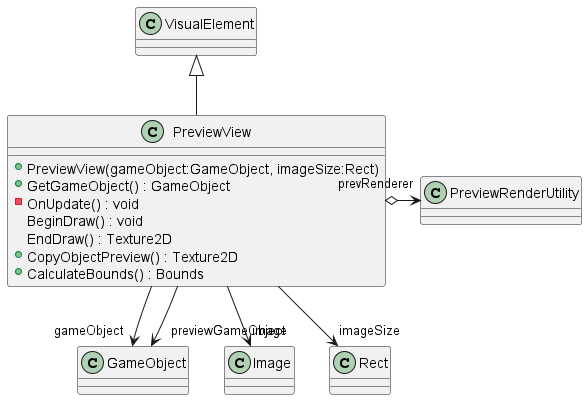 C VisualElement
C PreviewView
PreviewView(gameObject:GameObject, imageSize:Rect)
GetGameObject() : GameObject
OnUpdate() : void
BeginDraw() : void
EndDraw() : Texture2D
CopyObjectPreview() : Texture2D
CalculateBounds() : Bounds
prevRenderer
C PreviewRenderUtility
gameObject
previewGameObject
image
imageSize
C GameObject
C Image
C Rect